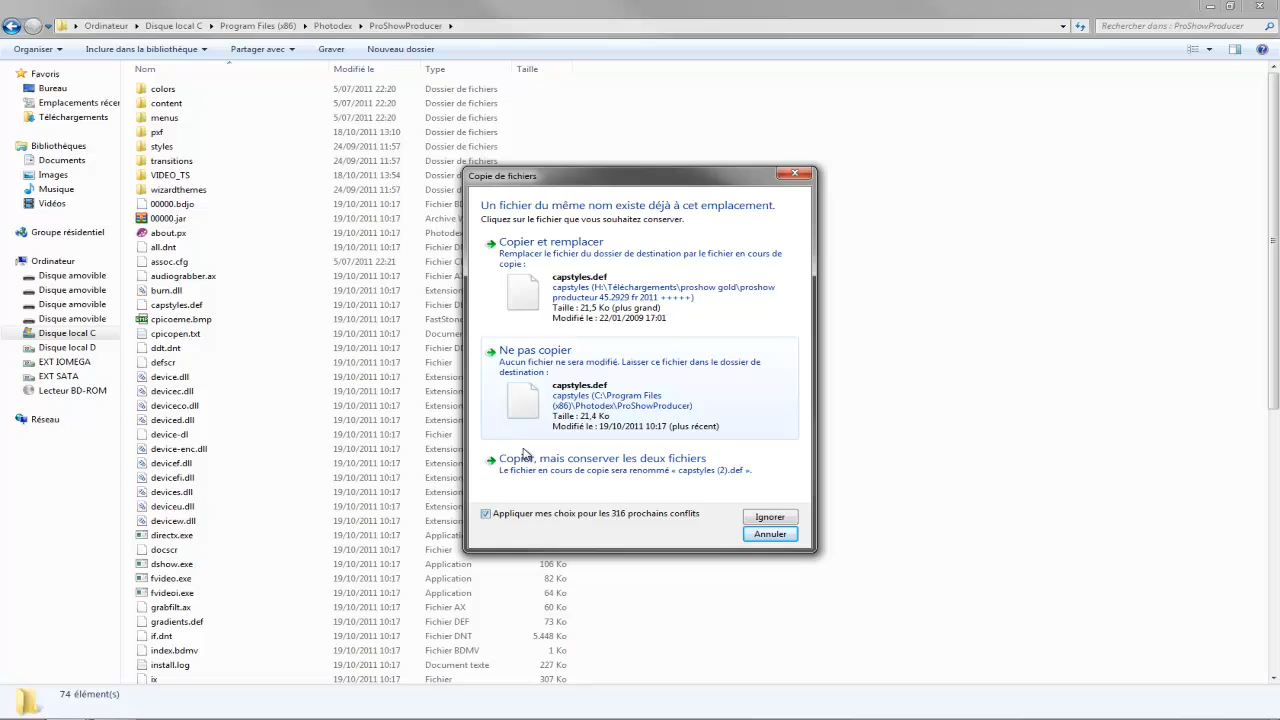 Ordinateur ▸ Disque local C ▸ Program Files (x86) ▸ Photodex ▸ ProShowProducer ▸
Rechercher dans : ProShowProducer
Organiser Inclure dans la bibliothèque Partager avec Graver Nouveau dossier
Favoris
Bureau
Emplacements récer
Téléchargements
Bibliothèques
Documents
Images
Musique
Vidéos
Groupe résidentiel
Ordinateur
Disque amovible
Disque amovible
Disque amovible
Disque amovible
Disque local C
Disque local D
EXT IOMEGA
EXT SATA
Lecteur BD-ROM
Réseau
Nom Modifié le Type Taille
colors 5/07/2011 22:20 Dossier de fichiers
content 5/07/2011 22:20 Dossier de fichiers
menus 5/07/2011 22:20 Dossier de fichiers
pxf 18/10/2011 13:10 Dossier de fichiers
styles 24/09/2011 11:57 Dossier de fichiers
transitions 24/09/2011 11:57 Dossier de fichiers
VIDEO_TS 18/10/2011 13:54 Dossier
wizardthemes 24/09/2011 11:57 Dossier
00000.bdjo 19/10/2011 10:17 Fichier B
00000.jar 19/10/2011 10:17 Archive W
about.px 19/10/2011 10:17 Photodex
all.dnt 19/10/2011 10:17 Fichier D
assoc.cfg 5/07/2011 22:21 Fichier CF
audiograbber.ax 19/10/2011 10:17 Fichier A
burn.dll 19/10/2011 10:17 Extension
capstyles.def 19/10/2011 10:17 Fichier D
cpicoeme.bmp 19/10/2011 10:17 FastStone
cpicopen.txt 19/10/2011 10:17 Documen
ddt.dnt 19/10/2011 10:17 Fichier D
defscr 19/10/2011 10:17 Fichier
device.dll 19/10/2011 10:17 Extension
devicec.dll 19/10/2011 10:17 Extension
deviceco.dll 19/10/2011 10:17 Extension
deviced.dll 19/10/2011 10:17 Extension
device-dl 19/10/2011 10:17 Fichier
device-enc.dll 19/10/2011 10:17 Extension
devicef.dll 19/10/2011 10:17 Extension
devicefi.dll 19/10/2011 10:17 Extension
devices.dll 19/10/2011 10:17 Extension
deviceu.dll 19/10/2011 10:17 Extension
devicew.dll 19/10/2011 10:17 Extension
directx.exe 19/10/2011 10:17 Applicati
docscr 19/10/2011 10:17 Fichier
dshow.exe 19/10/2011 10:17 Application 106 Ko
fvideo.exe 19/10/2011 10:17 Application 82 Ko
fvideoi.exe 19/10/2011 10:17 Application 64 Ko
grabfilt.ax 19/10/2011 10:17 Fichier AX 60 Ko
gradients.def 19/10/2011 10:17 Fichier DEF 73 Ko
if.dnt 19/10/2011 10:17 Fichier DNT 5.448 Ko
index.bdmv 19/10/2011 10:17 Fichier BDMV 1 Ko
install.log 19/10/2011 10:17 Document texte 227 Ko
ix 19/10/2011 10:17 Fichier 307 Ko
Copie de fichiers
Un fichier du même nom existe déjà à cet emplacement.
Cliquez sur le fichier que vous souhaitez conserver.
Copier et remplacer
Remplacer le fichier du dossier de destination par le fichier en cours de
copie :
capstyles.def
capstyles (H:\Téléchargements\proshow gold\proshow
producteur 45.2929 fr 2011 +++++)
Taille : 21,5 Ko (plus grand)
Modifié le : 22/01/2009 17:01
Ne pas copier
Aucun fichier ne sera modifié. Laisser ce fichier dans le dossier de
destination :
capstyles.def
capstyles (C:\Program Files
(x86)\Photodex\ProShowProducer)
Taille : 21,4 Ko
Modifié le : 19/10/2011 10:17 (plus récent)
Copier, mais conserver les deux fichiers
Le fichier en cours de copie sera renommé « capstyles (2).def ».
Appliquer mes choix pour les 316 prochains conflits
Ignorer
Annuler
74 élément(s)